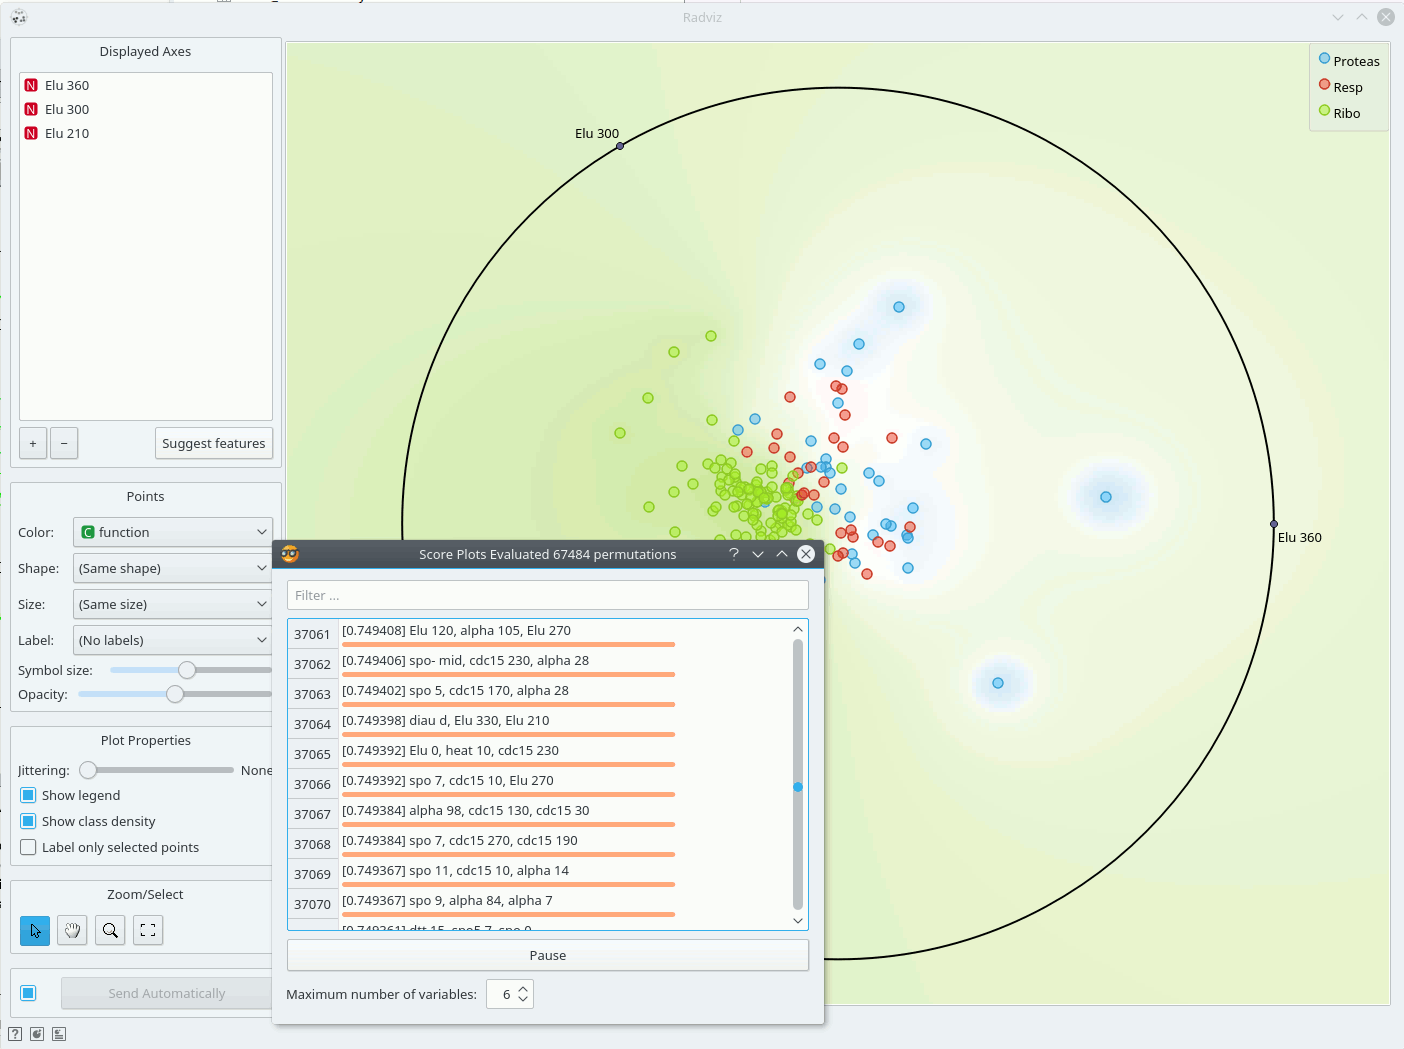 Radviz
Displayed Axes
N Elu 360
N Elu 300
N Elu 210
+ − Suggest features
Points
Color: C function
Shape: (Same shape)
Size: (Same size)
Label: (No labels)
Symbol size:
Opacity:
Plot Properties
Jittering: None
Show legend
Show class density
Label only selected points
Zoom/Select
Send Automatically
?
Proteas
Resp
Ribo
Elu 300
Elu 360
Score Plots Evaluated 67484 permutations ?
Filter ...
37061 [0.749408] Elu 120, alpha 105, Elu 270
37062 [0.749406] spo- mid, cdc15 230, alpha 28
37063 [0.749402] spo 5, cdc15 170, alpha 28
37064 [0.749398] diau d, Elu 330, Elu 210
37065 [0.749392] Elu 0, heat 10, cdc15 230
37066 [0.749392] spo 7, cdc15 10, Elu 270
37067 [0.749384] alpha 98, cdc15 130, cdc15 30
37068 [0.749384] spo 7, cdc15 270, cdc15 190
37069 [0.749367] spo 11, cdc15 10, alpha 14
37070 [0.749367] spo 9, alpha 84, alpha 7
Pause
Maximum number of variables: 6